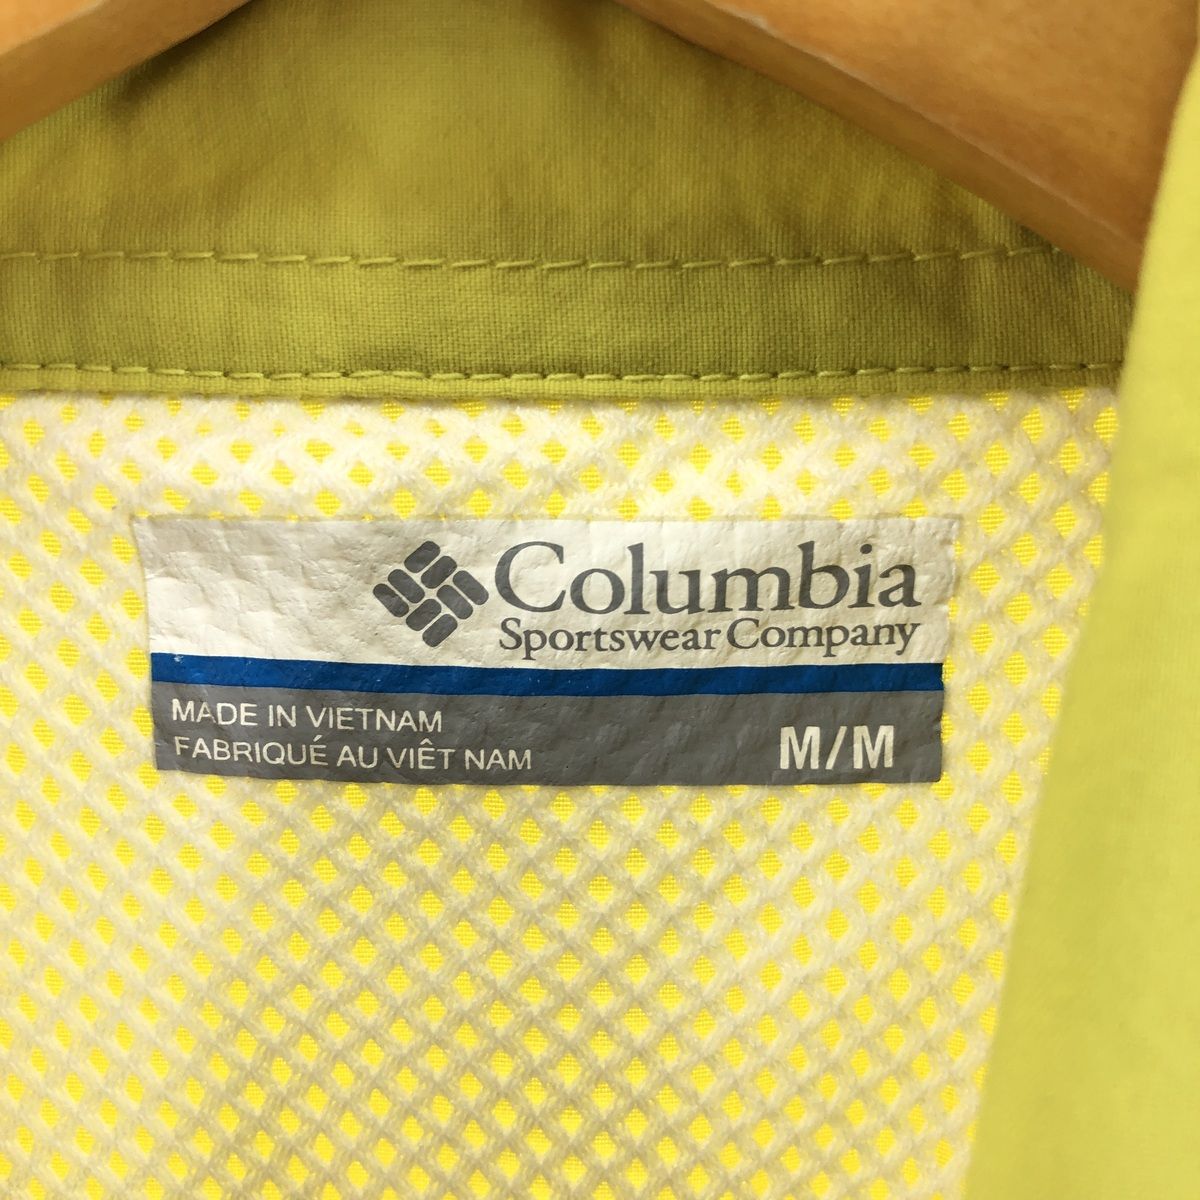 Columbia
Sportswear Company
MADE IN VIETNAM
FABRIQUÉ AU VIÊT NAM
M/M